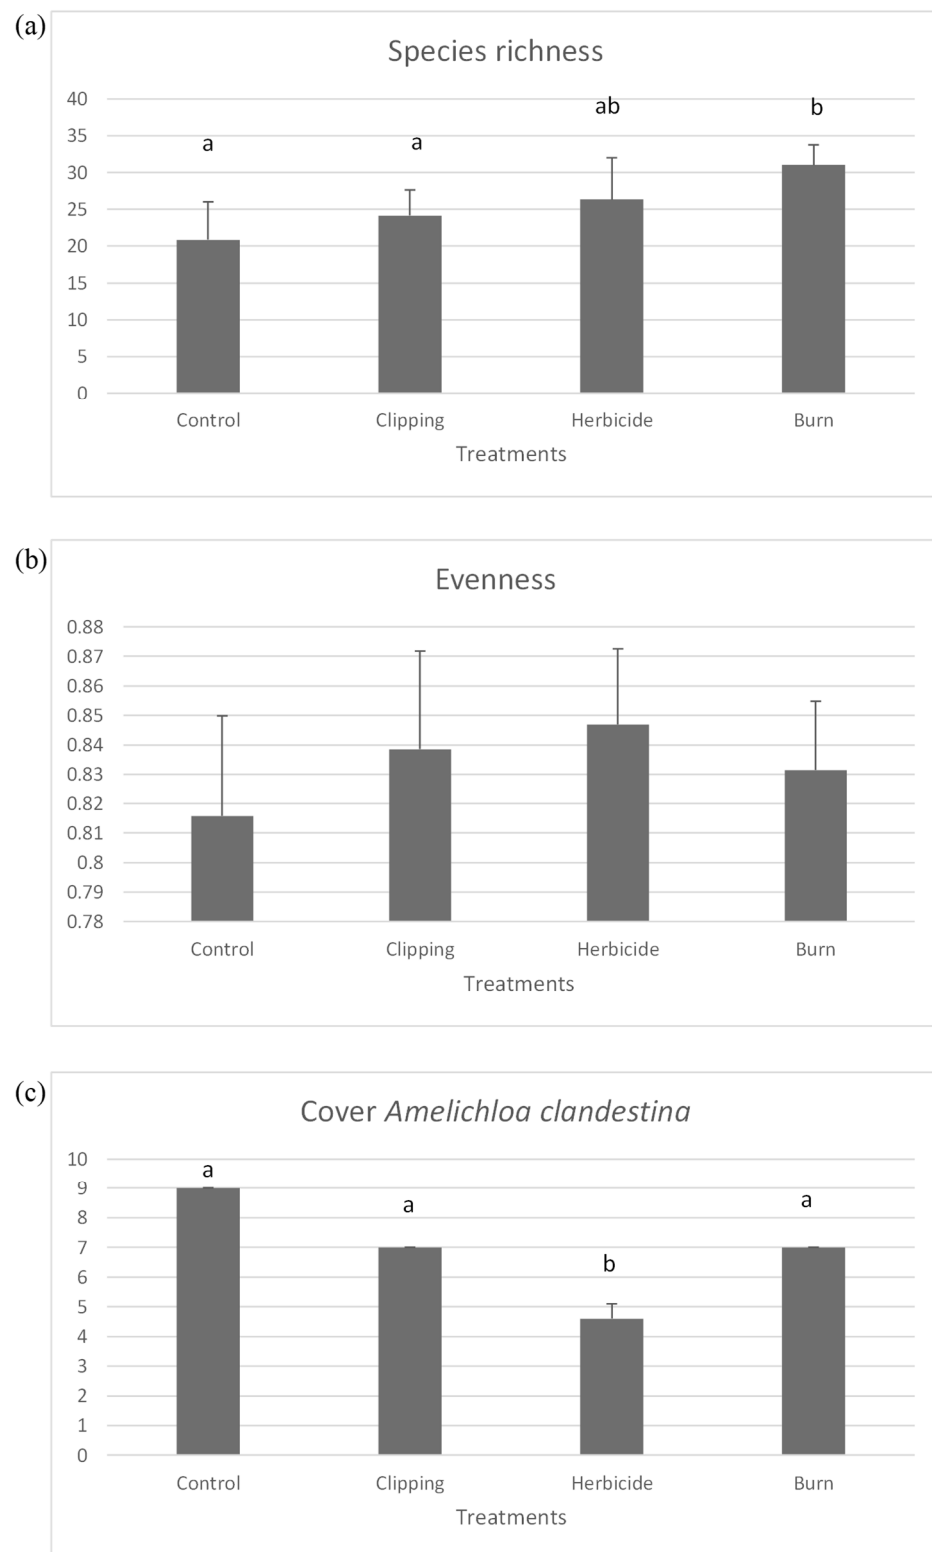 (a)
Species richness
40
35
30
25
20
15
10
5
0
a
a
ab
b
Control Clipping Herbicide Burn
Treatments
(b)
Evenness
0.88
0.87
0.86
0.85
0.84
0.83
0.82
0.81
0.8
0.79
0.78
Control Clipping Herbicide Burn
Treatments
(c)
Cover Amelichloa clandestina
10
9
8
7
6
5
4
3
2
1
0
a
a
b
a
Control Clipping Herbicide Burn
Treatments